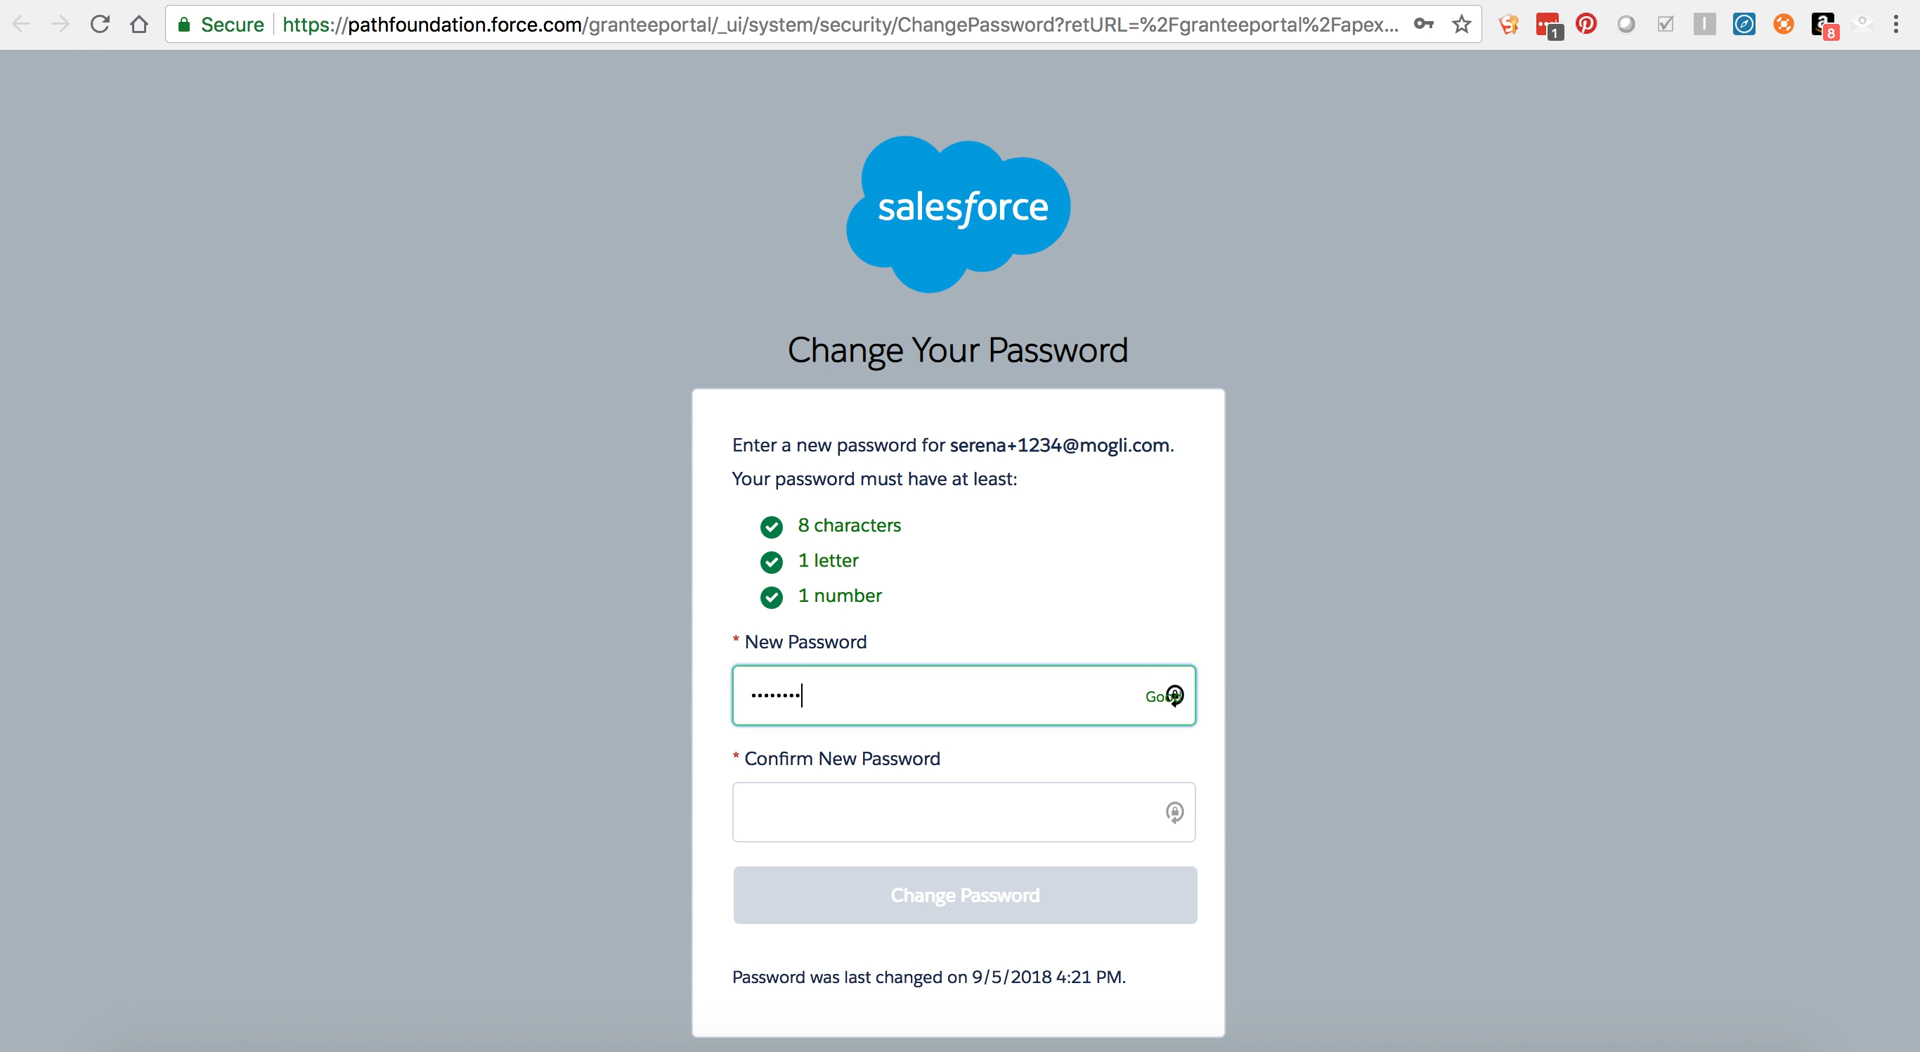 Secure https://pathfoundation.force.com/granteeportal/_ui/system/security/ChangePassword?retURL=%2Fgranteeportal%2Fapex...
1
8
salesforce
Change Your Password
Enter a new password for serena+1234@mogli.com.
Your password must have at least:
8 characters
1 letter
1 number
* New Password
••••••••
* Confirm New Password
Change Password
Password was last changed on 9/5/2018 4:21 PM.